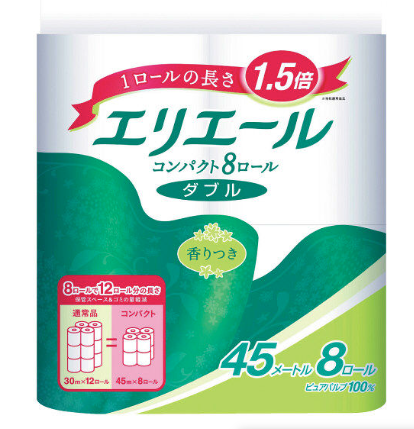 1ロールの長さ 1.5倍
エリエール
コンパクト8ロール
ダブル
香りつき
8ロールで12ロール分の長さ
通常品 コンパクト
=
30m×12ロール 45m×8ロール
45メートル 8ロール
ピュアパルプ100%